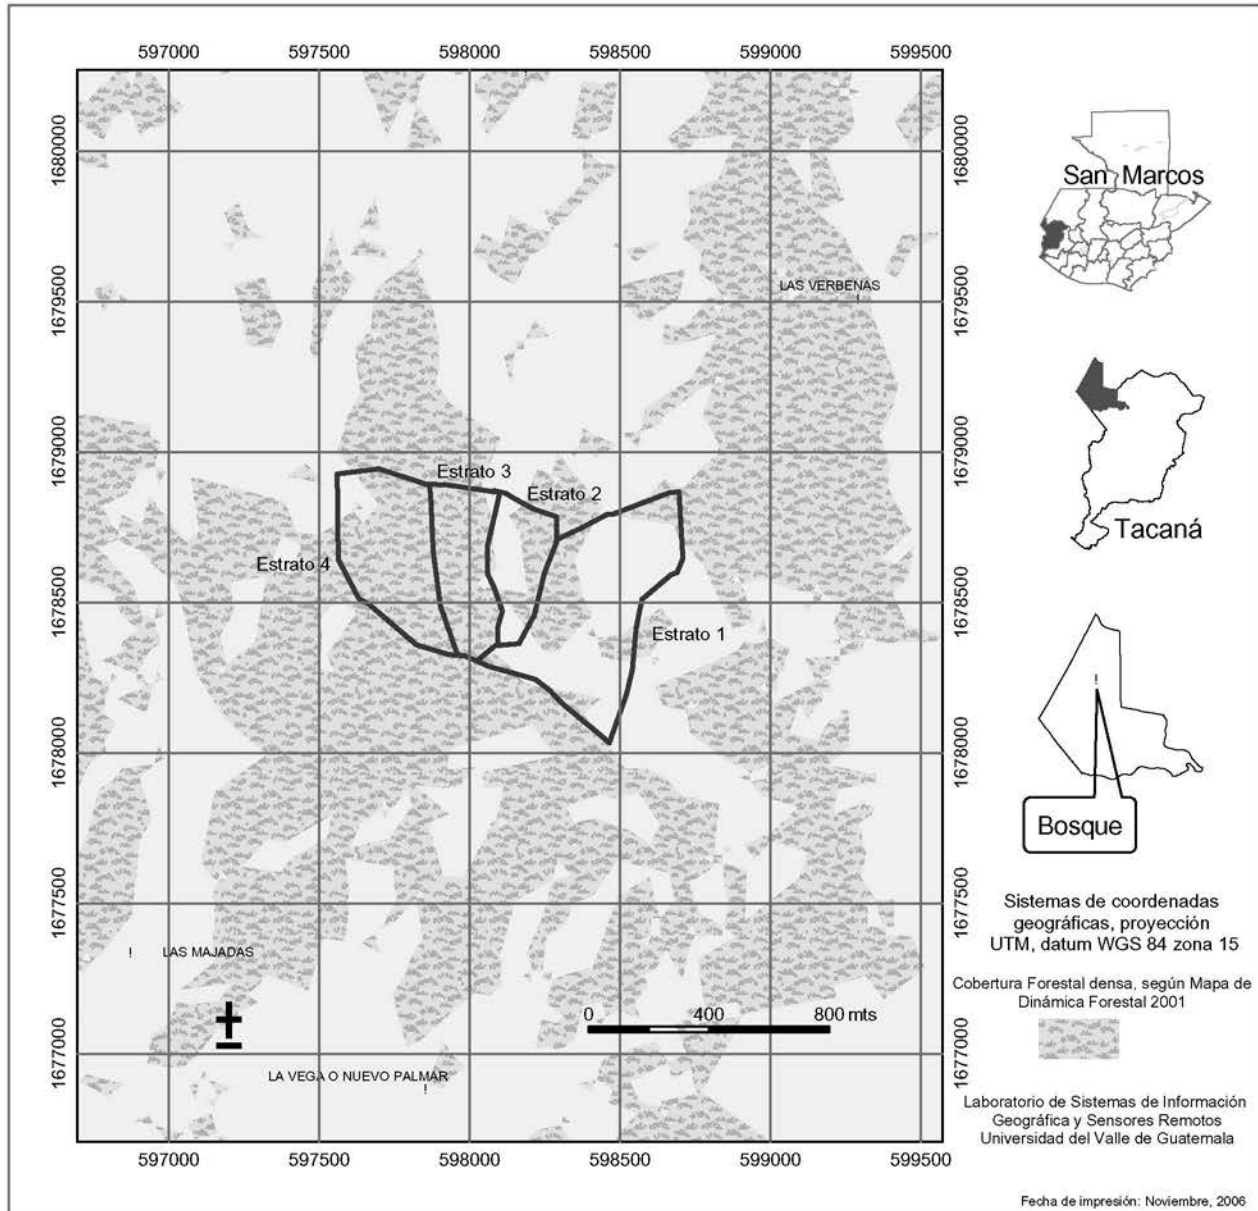 597000 597500 598000 598500 599000 599500
1680000 1680000
San Marcos
LAS VERBENAS
1679500 1679500
1679000 1679000
Estrato 3
Estrato 2
Tacaná
Estrato 4
1678500 1678500
Estrato 1
1678000 1678000
Bosque
1677500 1677500
Sistemas de coordenadas
geográficas, proyección
UTM, datum WGS 84 zona 15
LAS MAJADAS
Cobertura Forestal densa, según Mapa de
Dinámica Forestal 2001
0 400 800 mts
1677000 1677000
LA VEGA O NUEVO PALMAR
Laboratorio de Sistemas de Información
Geográfica y Sensores Remotos
Universidad del Valle de Guatemala
597000 597500 598000 598500 599000 599500
Fecha de impresión: Noviembre, 2006